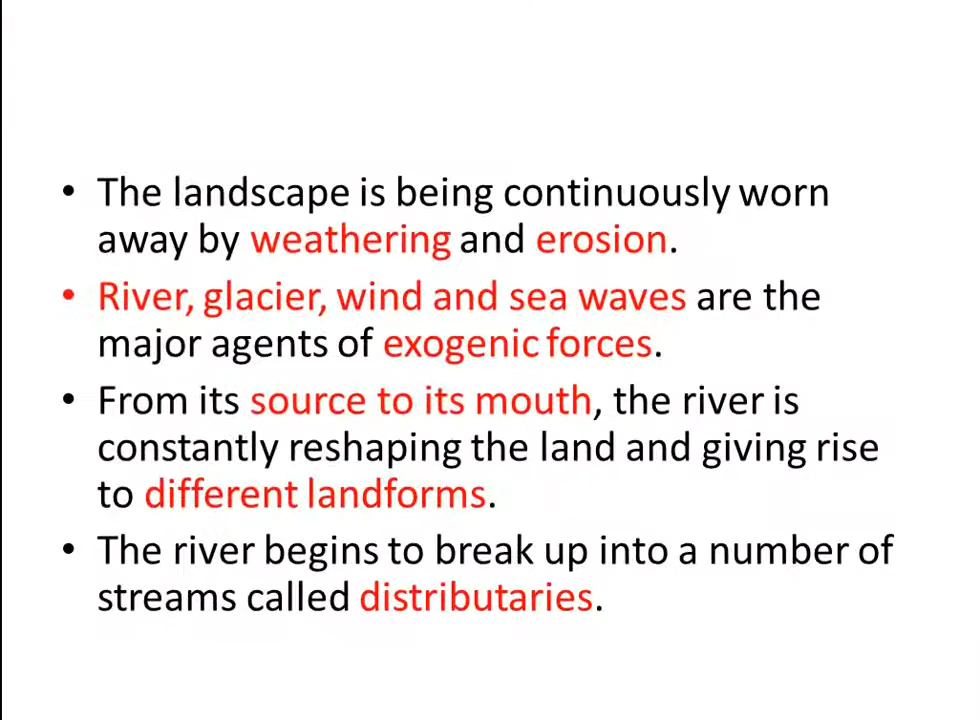 • The landscape is being continuously worn
away by weathering and erosion.
• River, glacier, wind and sea waves are the
major agents of exogenic forces.
• From its source to its mouth, the river is
constantly reshaping the land and giving rise
to different landforms.
• The river begins to break up into a number of
streams called distributaries.